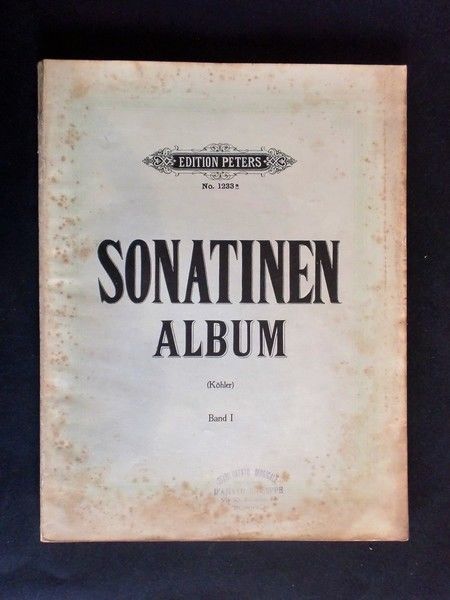 EDITION PETERS
No. 1233a
SONATINEN
ALBUM
(Köhler)
Band I